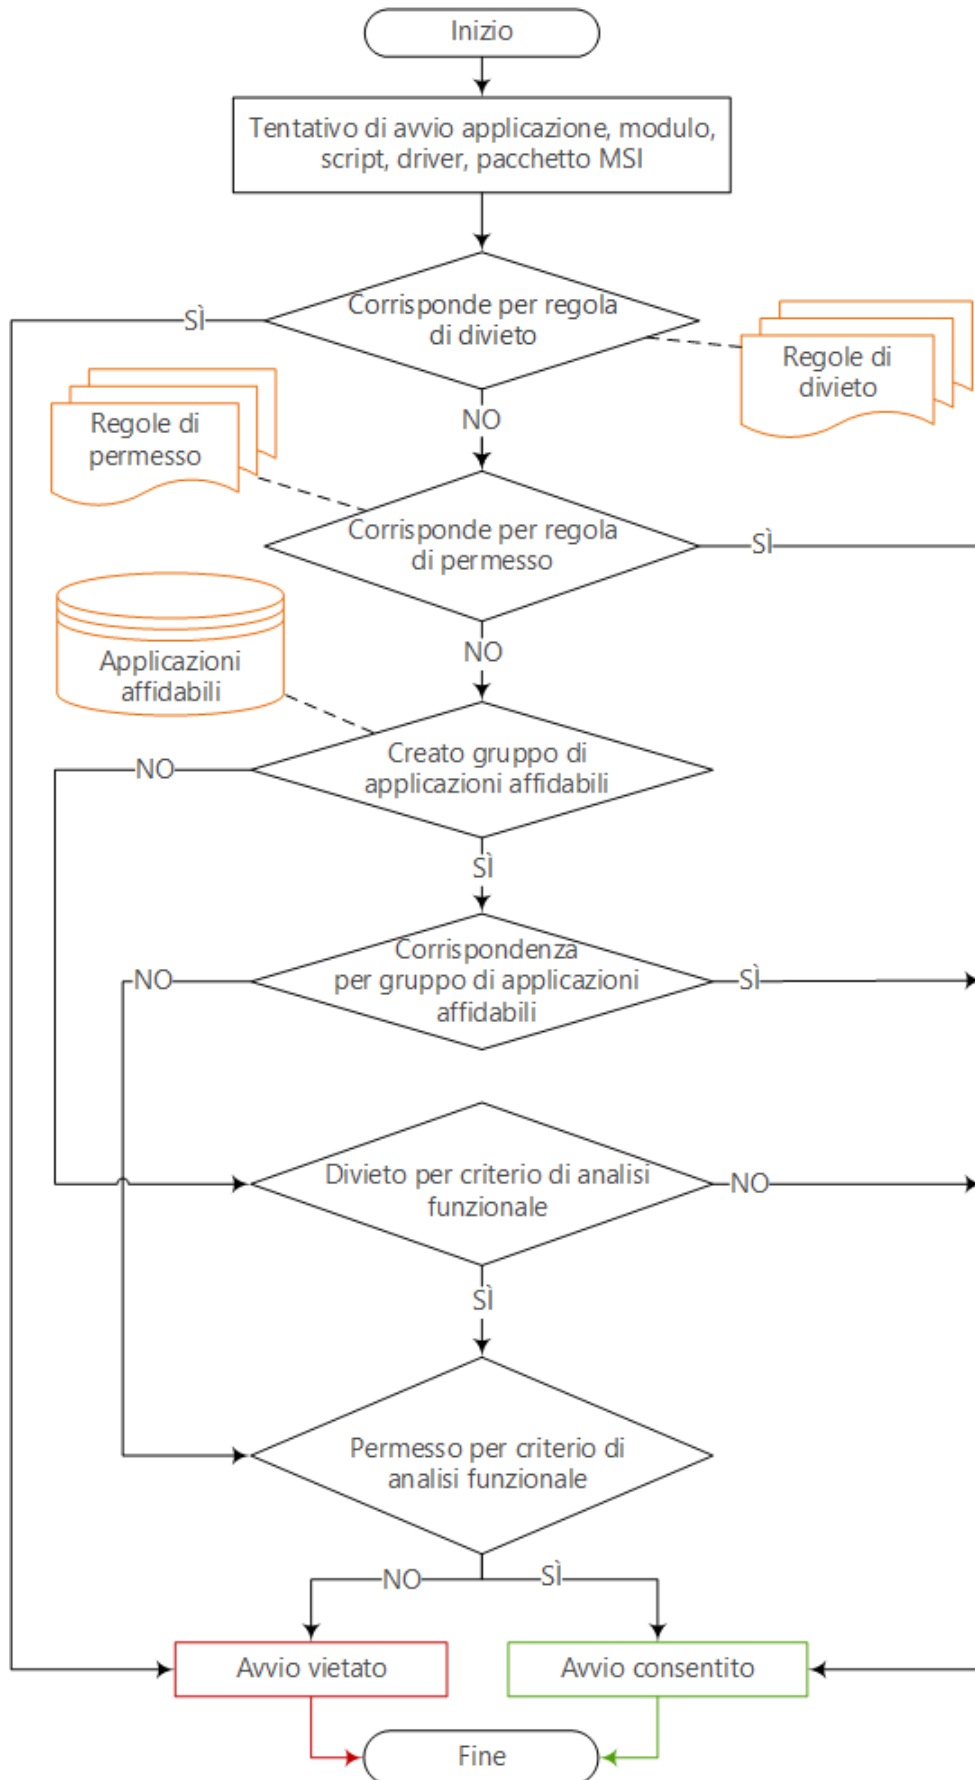 Inizio
Tentativo di avvio applicazione, modulo,
script, driver, pacchetto MSI
Corrisponde per regola
di divieto
SÌ
Regole di
divieto
NO
Regole di
permesso
Corrisponde per regola
di permesso
SÌ
NO
Applicazioni
affidabili
Creato gruppo di
applicazioni affidabili
NO
SÌ
Corrispondenza
per gruppo di applicazioni
affidabili
NO
SÌ
Divieto per criterio di analisi
funzionale
NO
SÌ
Permesso per criterio di
analisi funzionale
NO
SÌ
Avvio vietato
Avvio consentito
Fine